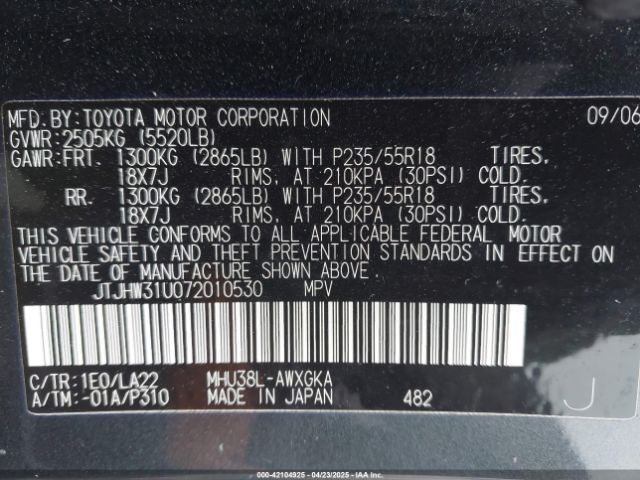 MFD.BY:TOYOTA MOTOR CORPORATION 09/06
GVWR:2505KG (5520LB)
GAWR:FRT. 1300KG (2865LB) WITH P235/55R18 TIRES.
18X7J RIMS, AT 210KPA (30PSI) COLD.
RR. 1300KG (2865LB) WITH P235/55R18 TIRES.
18X7J RIMS, AT 210KPA (30PSI) COLD.
THIS VEHICLE CONFORMS TO ALL APPLICABLE FEDERAL MOTOR
VEHICLE SAFETY AND THEFT PREVENTION STANDARDS IN EFFECT ON
THE DATE OF MANUFACTURE SHOWN ABOVE.
JTJHW31U072010530 MPV
C/TR:1E0/LA22 MHU38L-AWXGKA
A/TM:-01A/P310 MADE IN JAPAN 482 J
000-42104925 - 04/23/2025 - IAAI.COM